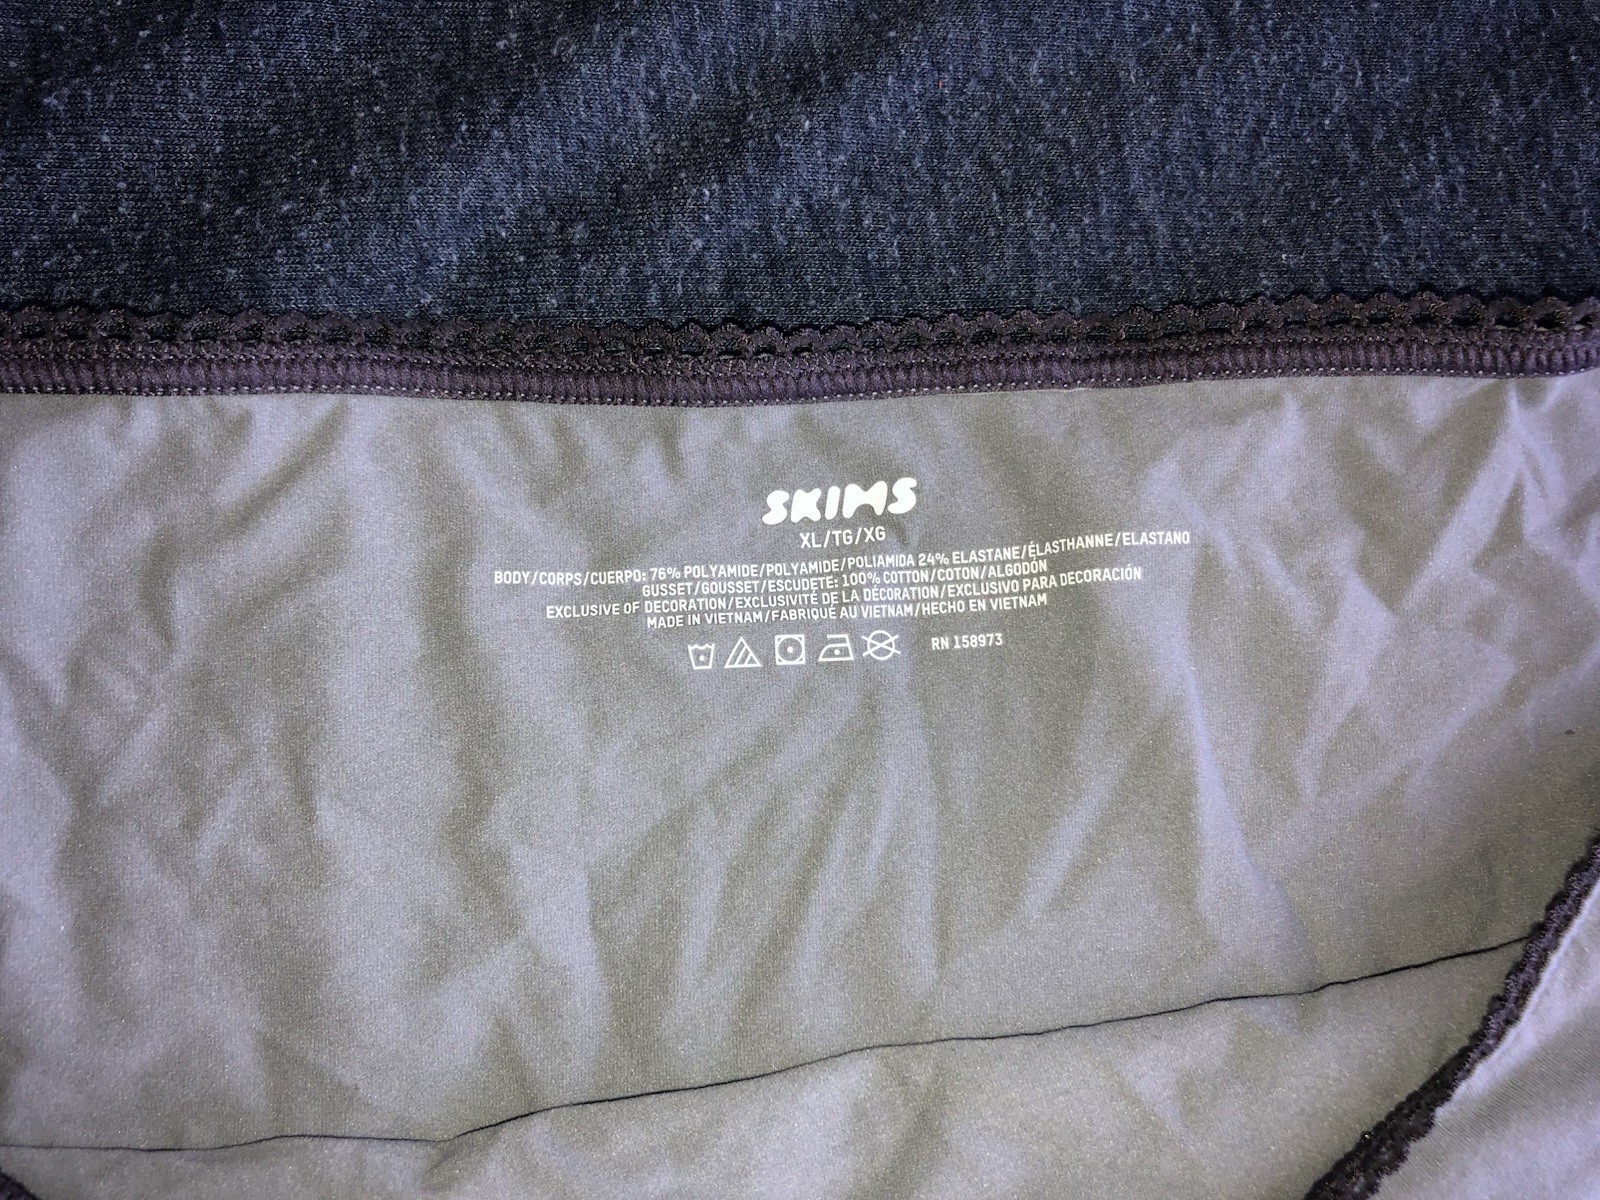 SKIMS
XL/TG/XG
BODY/CORPS/CUERPO: 76% POLYAMIDE/POLYAMIDE/POLIAMIDA 24% ELASTANE/ÉLASTHANNE/ELASTANO
GUSSET/GOUSSET/ESCUDETE: 100% COTTON/COTON/ALGODÓN
EXCLUSIVE OF DECORATION/EXCLUSIVITÉ DE LA DÉCORATION/EXCLUSIVO PARA DECORACIÓN
MADE IN VIETNAM/FABRIQUÉ AU VIETNAM/HECHO EN VIETNAM
RN 158973